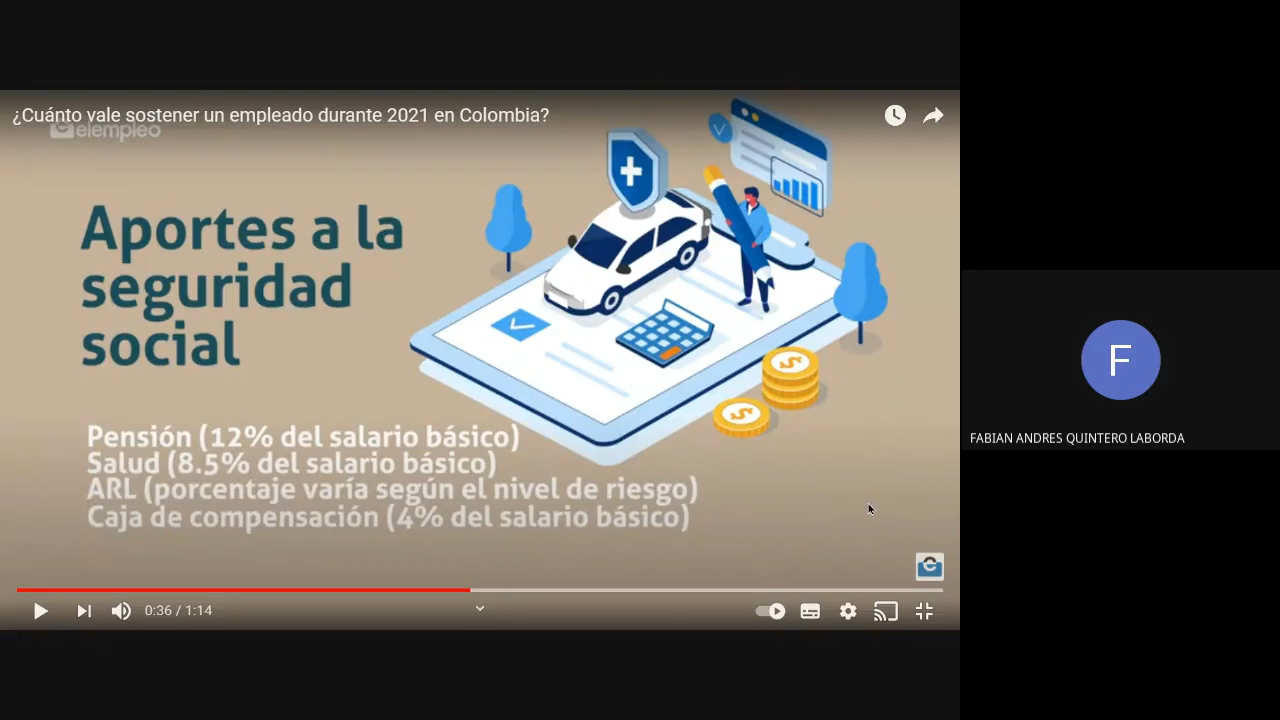 ¿Cuánto vale sostener un empleado durante 2021 en Colombia?
elempleo
Aportes a la
seguridad
social
Pensión (12% del salario básico)
Salud (8.5% del salario básico)
ARL (porcentaje varía según el nivel de riesgo)
Caja de compensación (4% del salario básico)
0:36 / 1:14
F
FABIAN ANDRES QUINTERO LABORDA